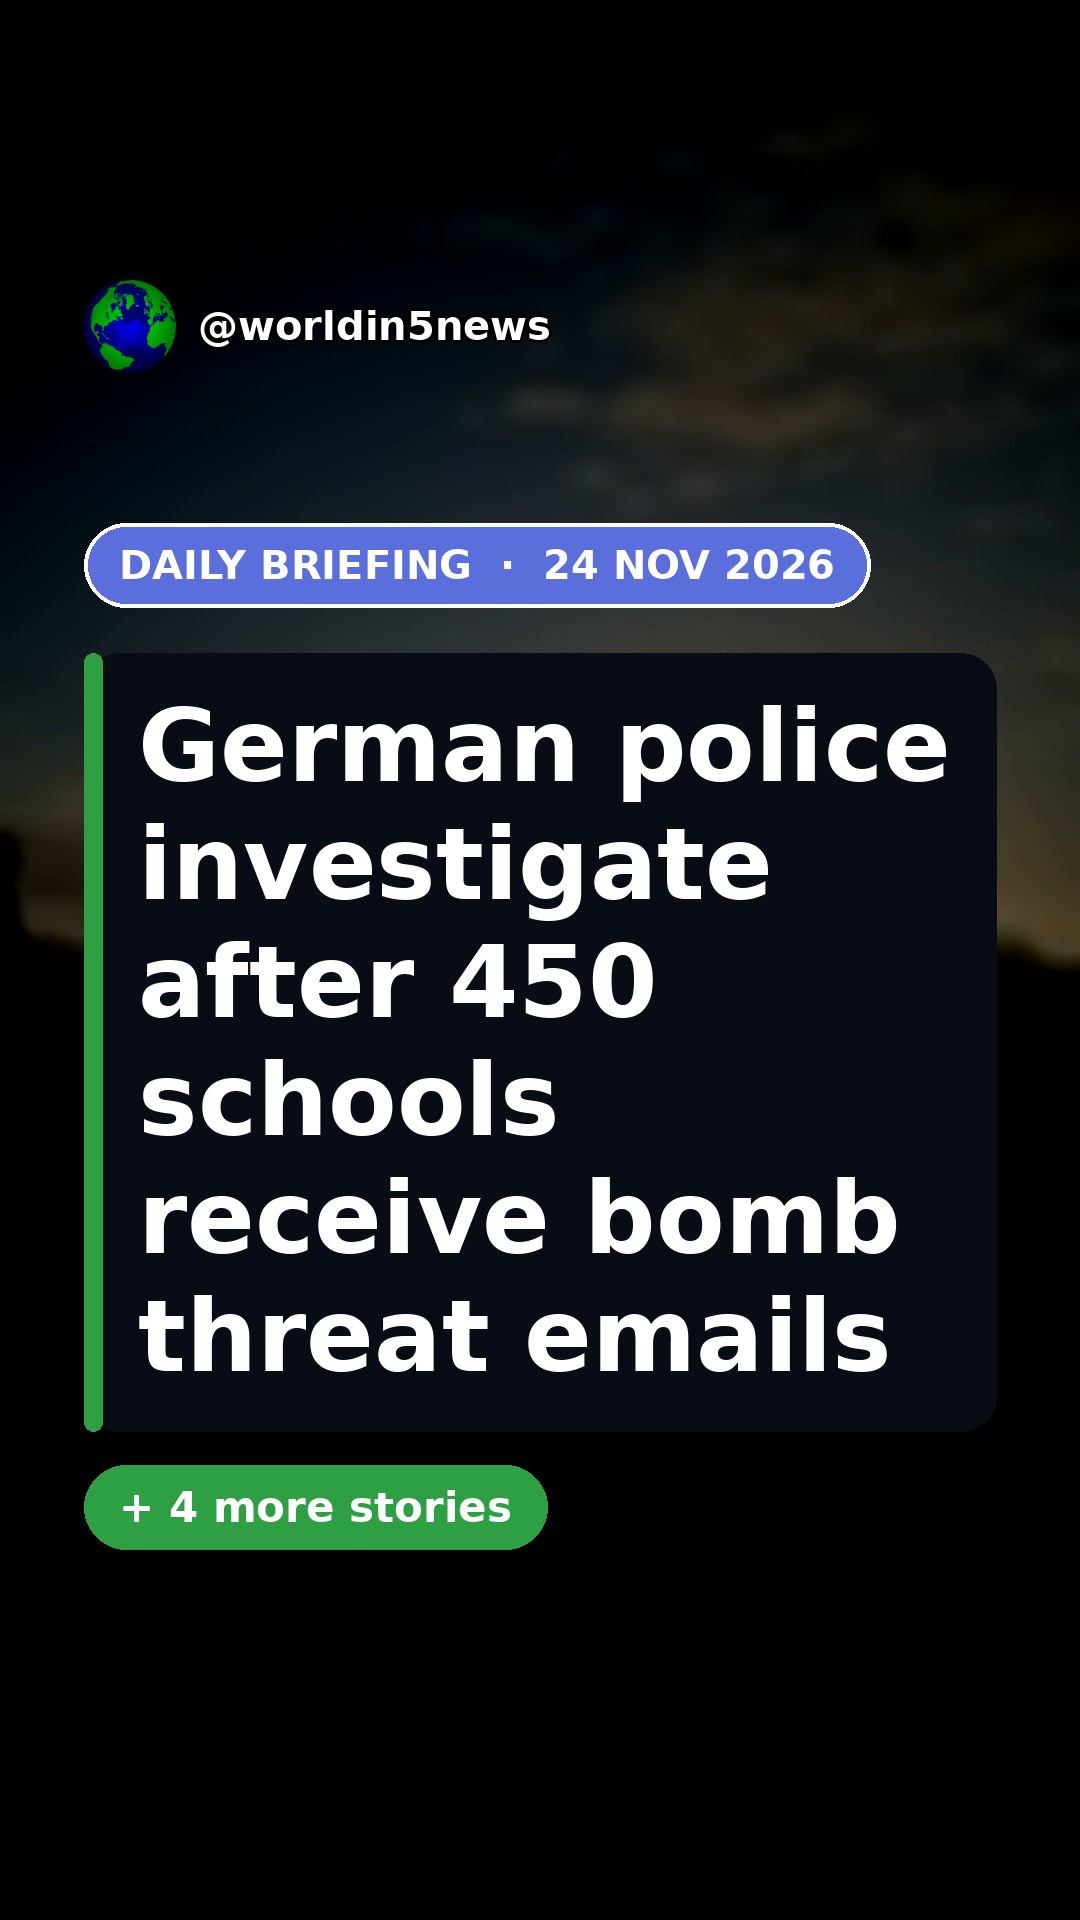 @worldin5news
DAILY BRIEFING · 24 NOV 2026
German police
investigate
after 450
schools
receive bomb
threat emails
+ 4 more stories